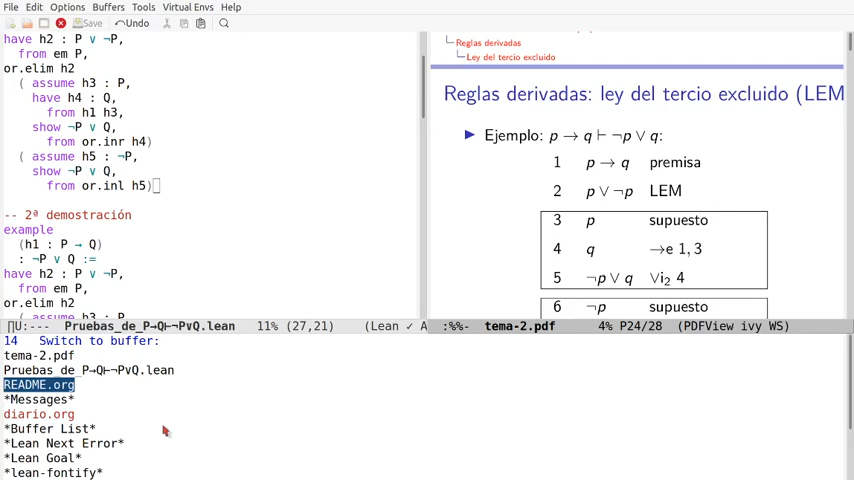 File Edit Options Buffers Tools Virtual Envs Help
Save Undo
have h2 : P ∨ ¬P,
from em P,
or.elim h2
( assume h3 : P,
have h4 : Q,
from h1 h3,
show ¬P ∨ Q,
from or.inr h4)
( assume h5 : ¬P,
show ¬P ∨ Q,
from or.inl h5)
-- 2ª demostración
example
(h1 : P → Q)
: ¬P ∨ Q :=
have h2 : P ∨ ¬P,
from em P,
or.elim h2
( assume h3 : P,
Π U:--- Pruebas_de_P→Q⊢¬P∨Q.lean 11% (27,21) (Lean ✓ A
Reglas derivadas
Ley del tercio excluido
Reglas derivadas: ley del tercio excluido (LEM
Ejemplo: p → q ⊢ ¬p ∨ q:
1 p → q premisa
2 p ∨ ¬p LEM
3 p supuesto
4 q →e 1, 3
5 ¬p ∨ q ∨i2 4
6 ¬p supuesto
:%%- tema-2.pdf 4% P24/28 (PDFView ivy WS)
14 Switch to buffer:
tema-2.pdf
Pruebas_de_P→Q⊢¬P∨Q.lean
README.org
*Messages*
diario.org
*Buffer List*
*Lean Next Error*
*Lean Goal*
*lean-fontify*